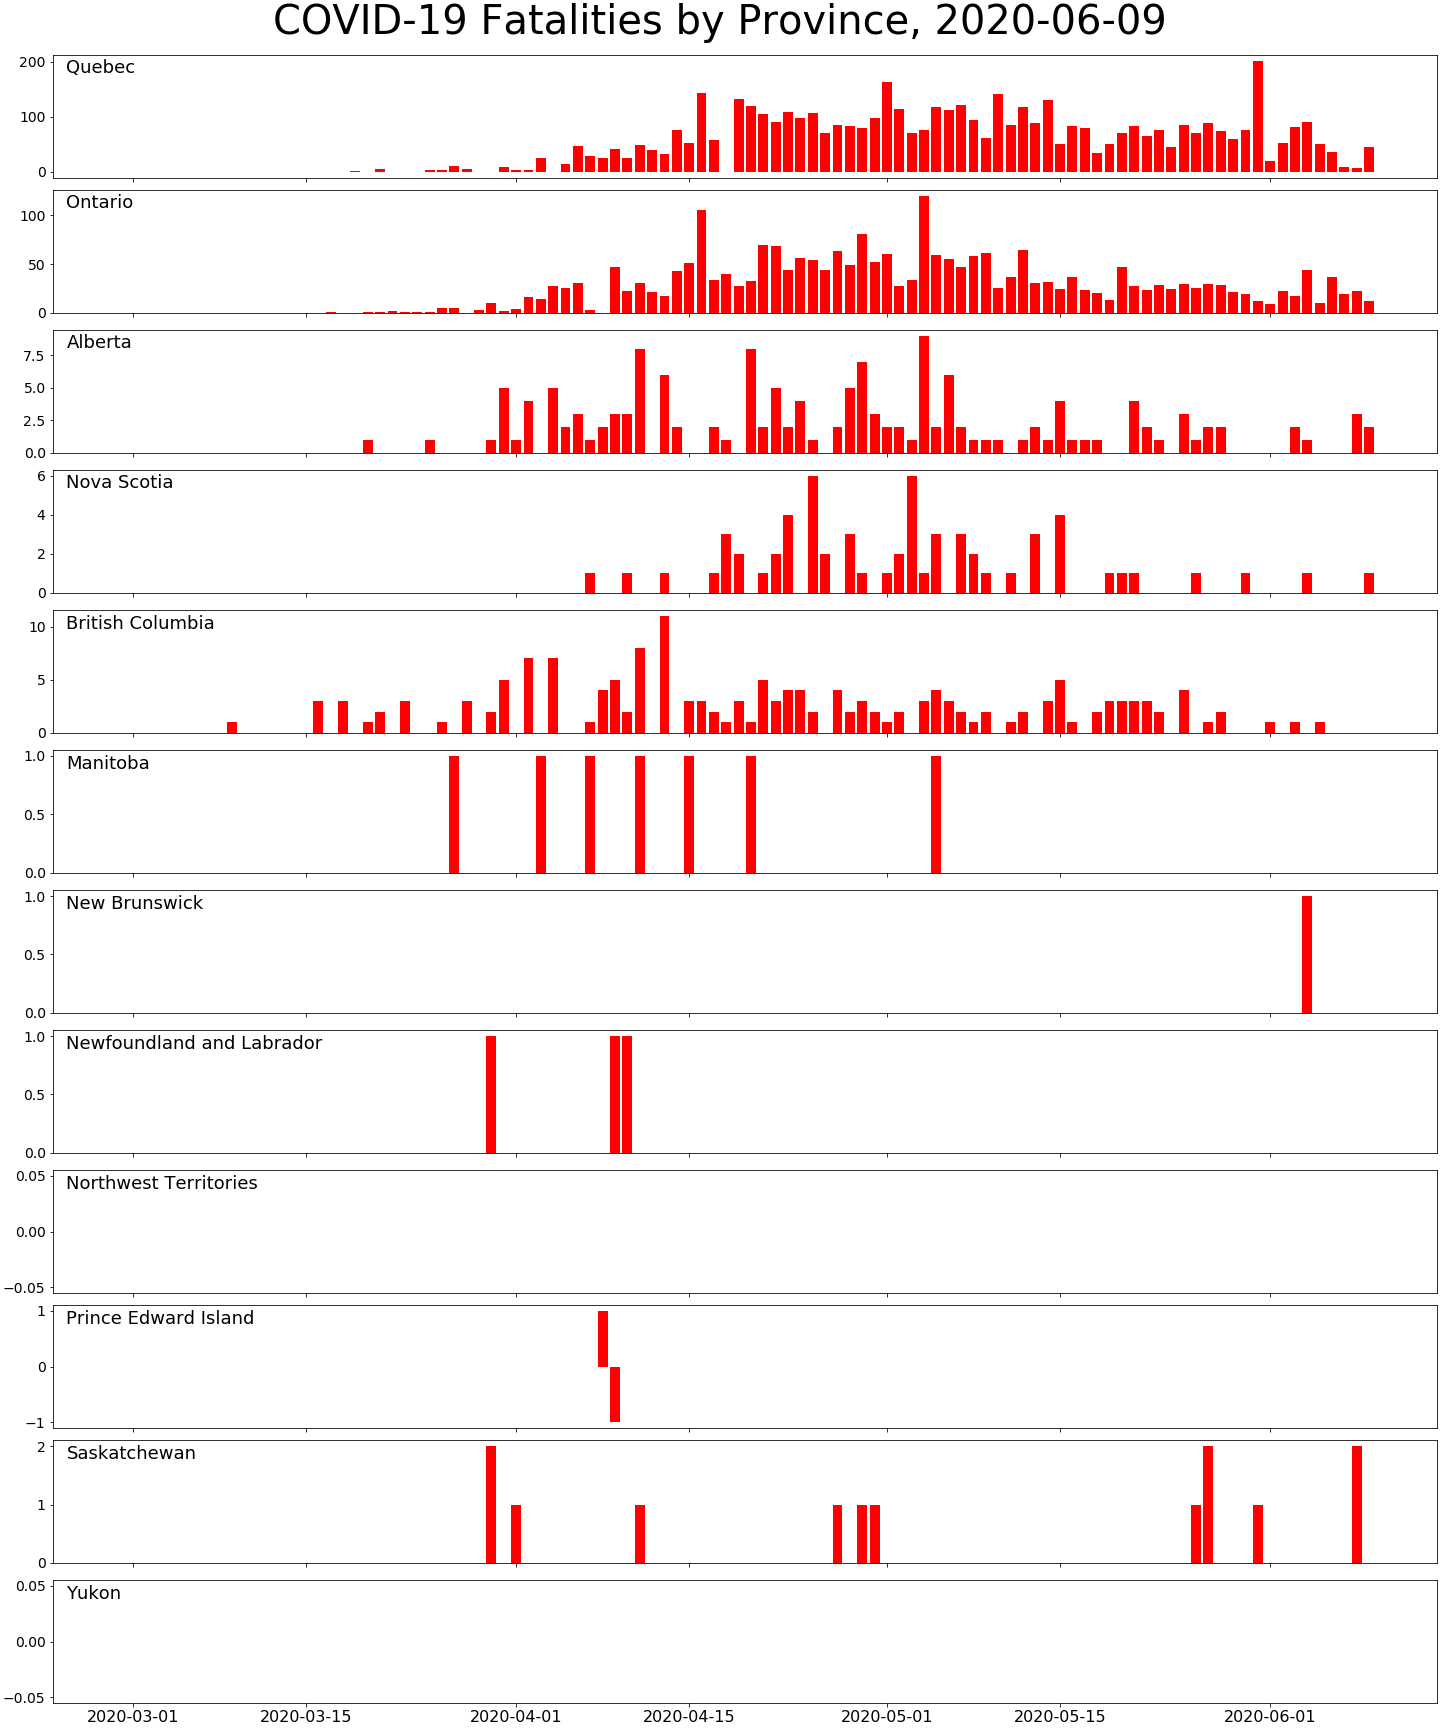 COVID-19 Fatalities by Province, 2020-06-09
Quebec
200
100
0
Ontario
100
50
0
Alberta
7.5
5.0
2.5
0.0
Nova Scotia
6
4
2
0
British Columbia
10
5
0
Manitoba
1.0
0.5
0.0
New Brunswick
1.0
0.5
0.0
Newfoundland and Labrador
1.0
0.5
0.0
Northwest Territories
0.05
0.00
−0.05
Prince Edward Island
1
0
−1
Saskatchewan
2
1
0
Yukon
0.05
0.00
−0.05
2020-03-01 2020-03-15 2020-04-01 2020-04-15 2020-05-01 2020-05-15 2020-06-01